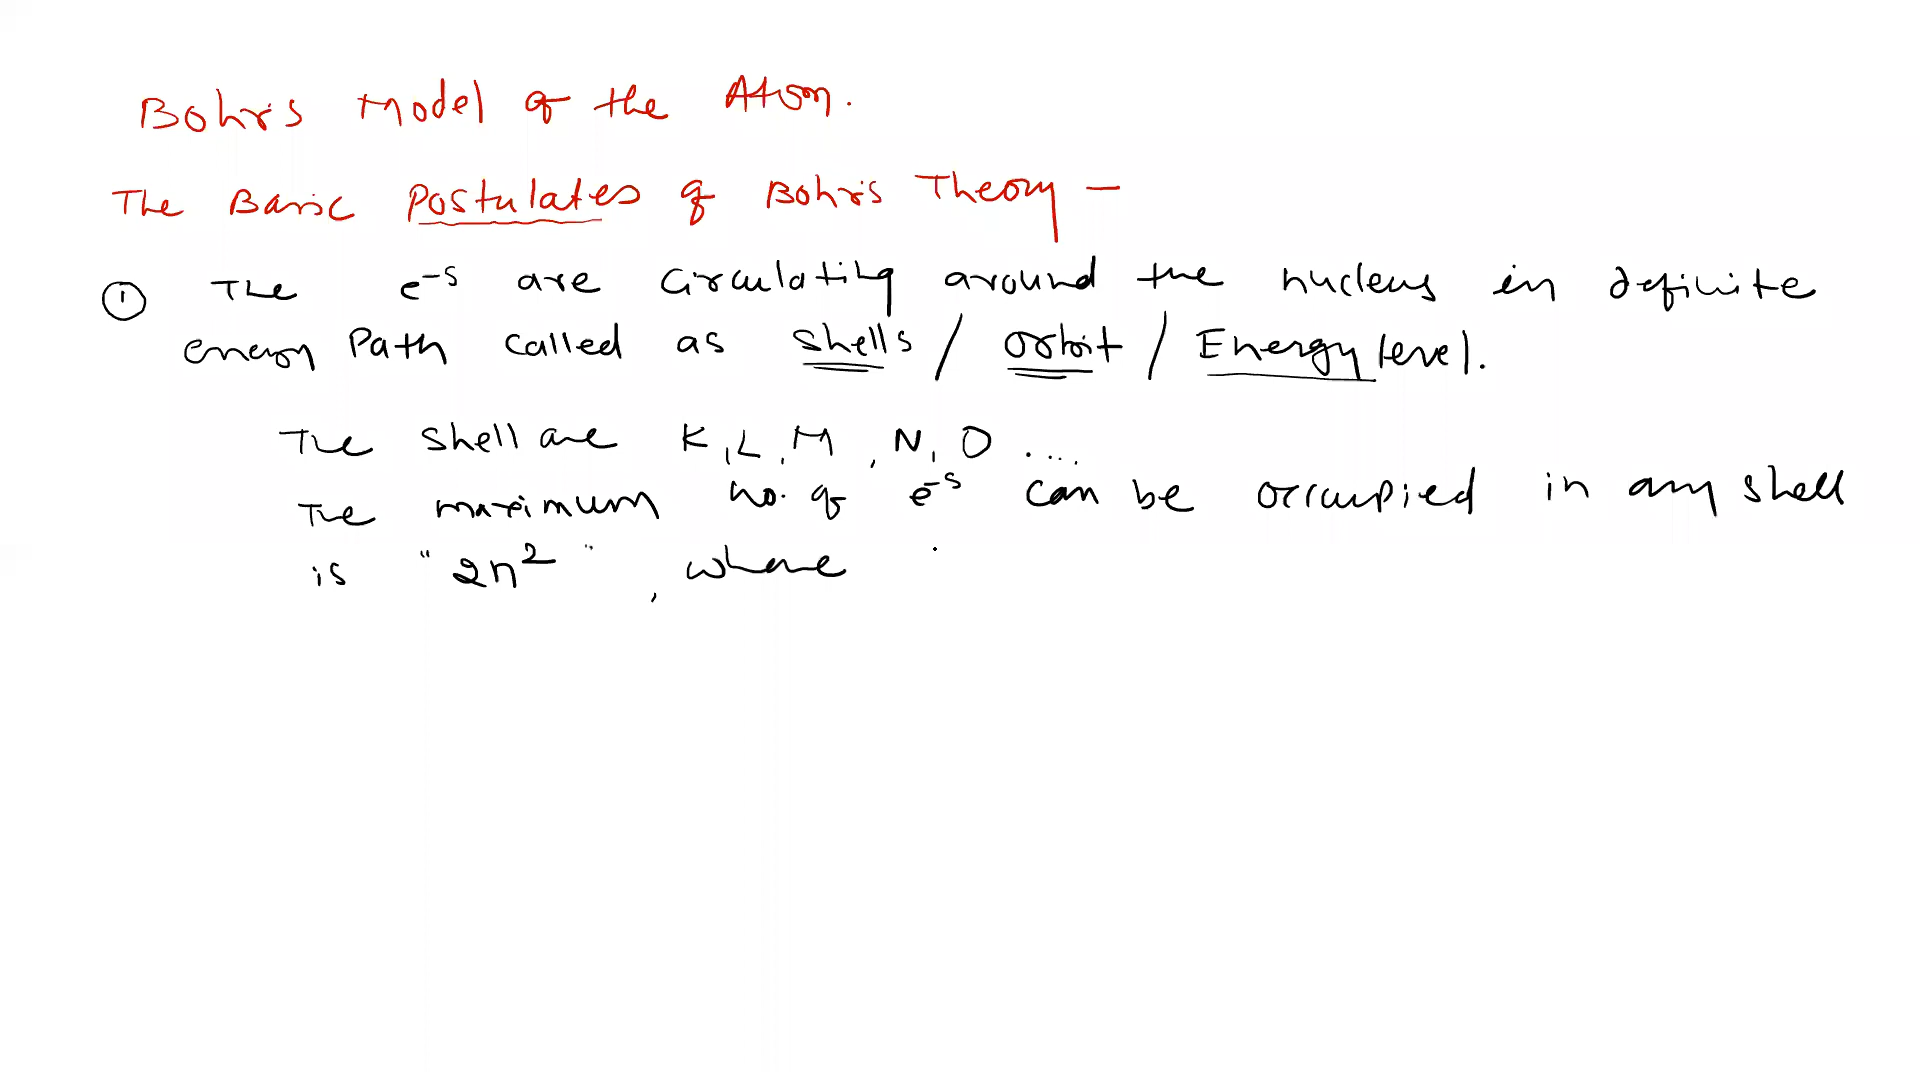 Bohr's Model of the Atom.
The Basic Postulates of Bohr's Theory —
① The e⁻s are circulating around the nucleus in definite
energy Path called as shells / orbit / Energy level.
The shell are K, L, M, N, O ....
The maximum no. of e⁻s can be occupied in any shell
is "2n²", where